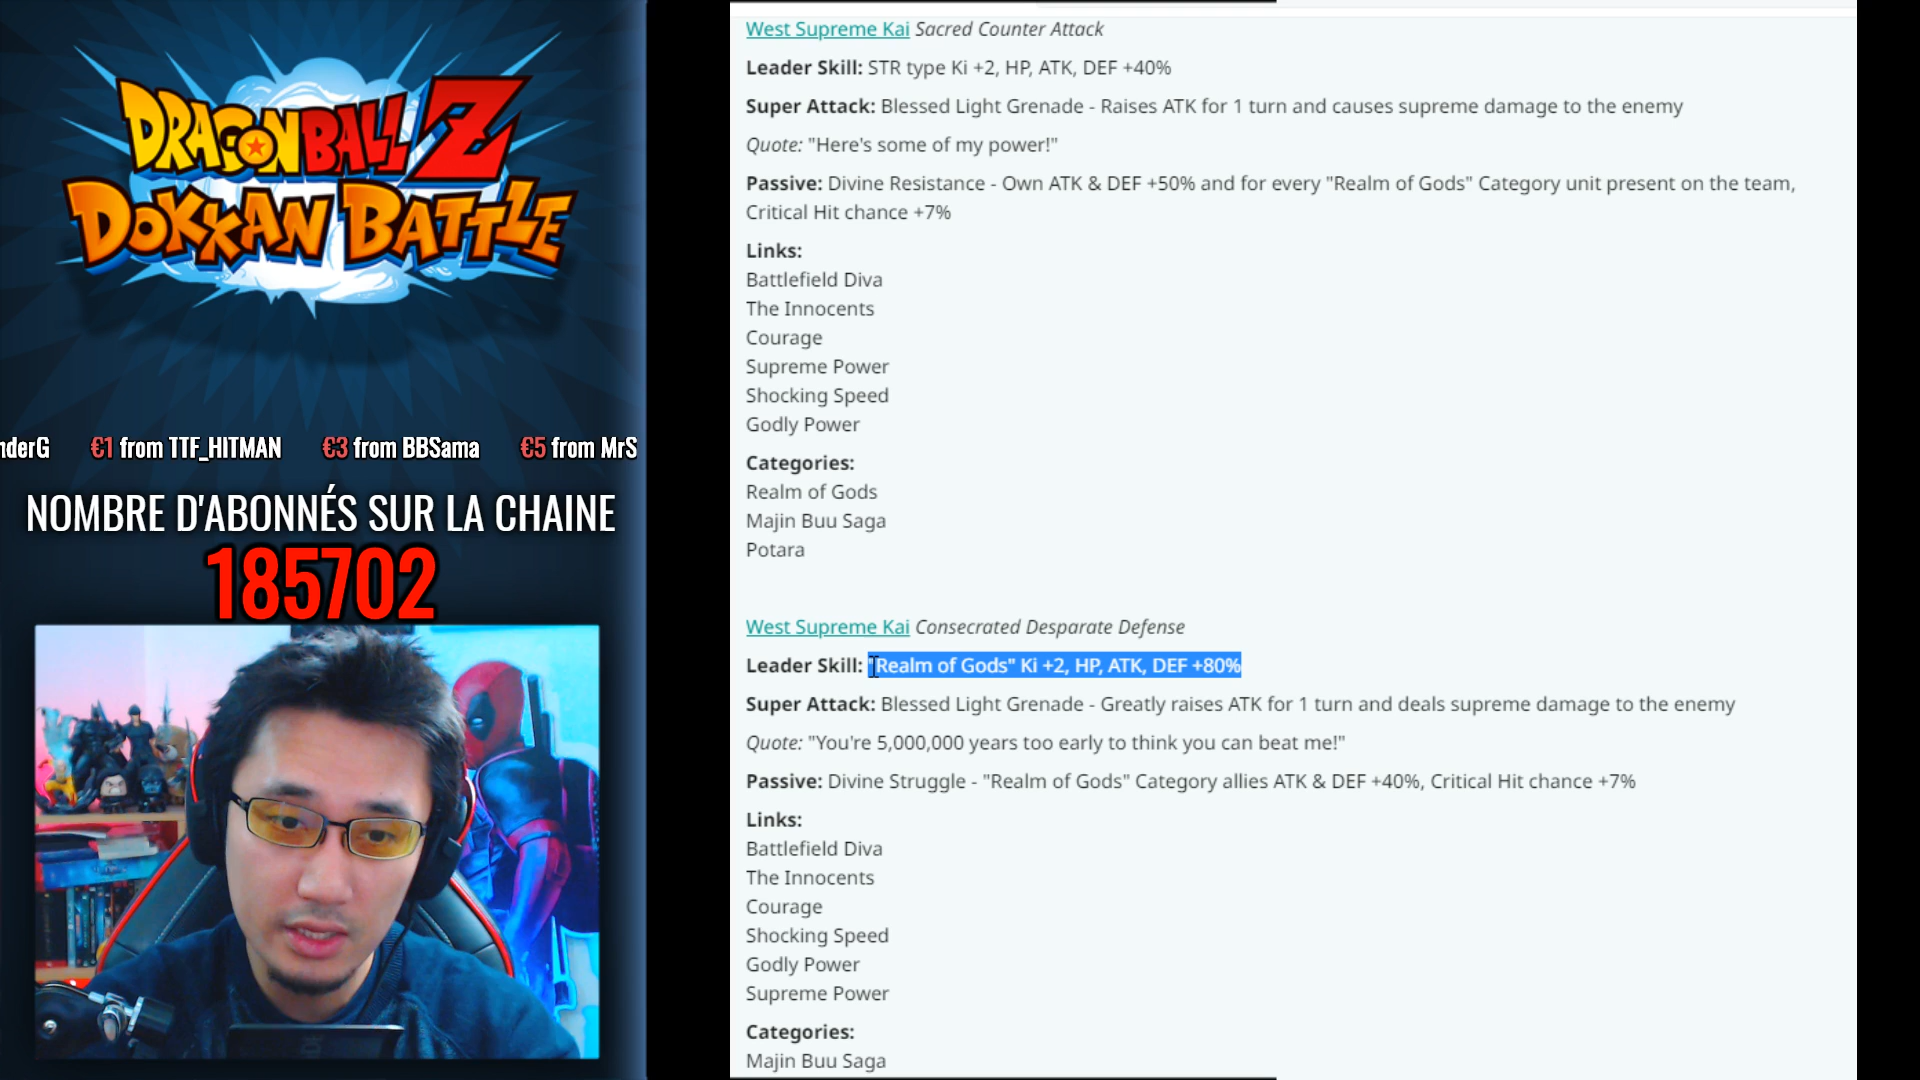 DRAGON BALL Z
DOKKAN BATTLE
nderG €1 from TTF_HITMAN €3 from BBSama €5 from MrS
NOMBRE D'ABONNÉS SUR LA CHAINE
185702
West Supreme Kai Sacred Counter Attack
Leader Skill: STR type Ki +2, HP, ATK, DEF +40%
Super Attack: Blessed Light Grenade - Raises ATK for 1 turn and causes supreme damage to the enemy
Quote: "Here's some of my power!"
Passive: Divine Resistance - Own ATK & DEF +50% and for every "Realm of Gods" Category unit present on the team,
Critical Hit chance +7%
Links:
Battlefield Diva
The Innocents
Courage
Supreme Power
Shocking Speed
Godly Power
Categories:
Realm of Gods
Majin Buu Saga
Potara
West Supreme Kai Consecrated Desparate Defense
Leader Skill: "Realm of Gods" Ki +2, HP, ATK, DEF +80%
Super Attack: Blessed Light Grenade - Greatly raises ATK for 1 turn and deals supreme damage to the enemy
Quote: "You're 5,000,000 years too early to think you can beat me!"
Passive: Divine Struggle - "Realm of Gods" Category allies ATK & DEF +40%, Critical Hit chance +7%
Links:
Battlefield Diva
The Innocents
Courage
Shocking Speed
Godly Power
Supreme Power
Categories:
Majin Buu Saga